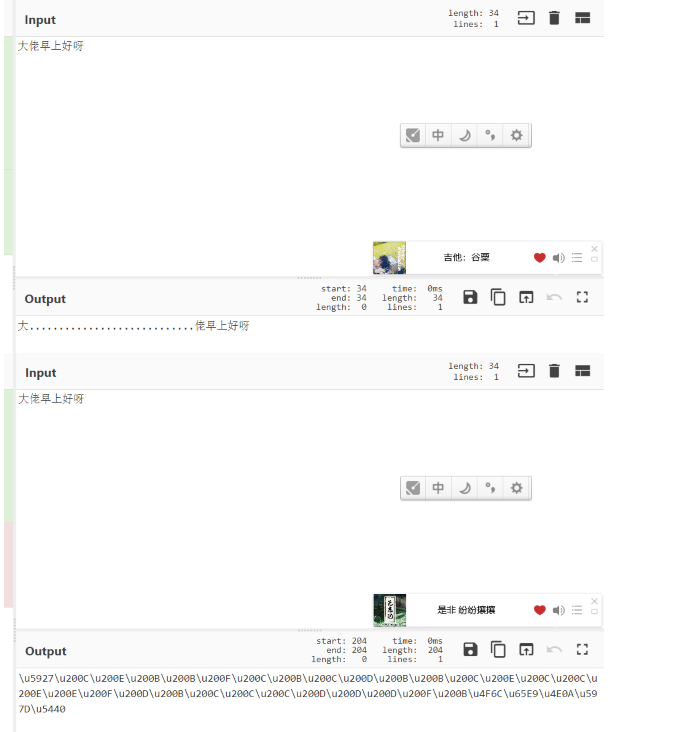 Input
length: 34
lines: 1
大佬早上好呀
中
吉他：谷粟
Output
start: 34 time: 0ms
end: 34 length: 34
length: 0 lines: 1
大............................佬早上好呀
Input
length: 34
lines: 1
大佬早上好呀
中
是非 纷纷攘攘
Output
start: 204 time: 0ms
end: 204 length: 204
length: 0 lines: 1
\u5927\u200C\u200E\u200B\u200B\u200F\u200C\u200B\u200C\u200D\u200B\u200B\u200C\u200E\u200C\u200C\u
200E\u200E\u200F\u200D\u200B\u200C\u200C\u200C\u200D\u200D\u200D\u200F\u200B\u4F6C\u65E9\u4E0A\u59
7D\u5440